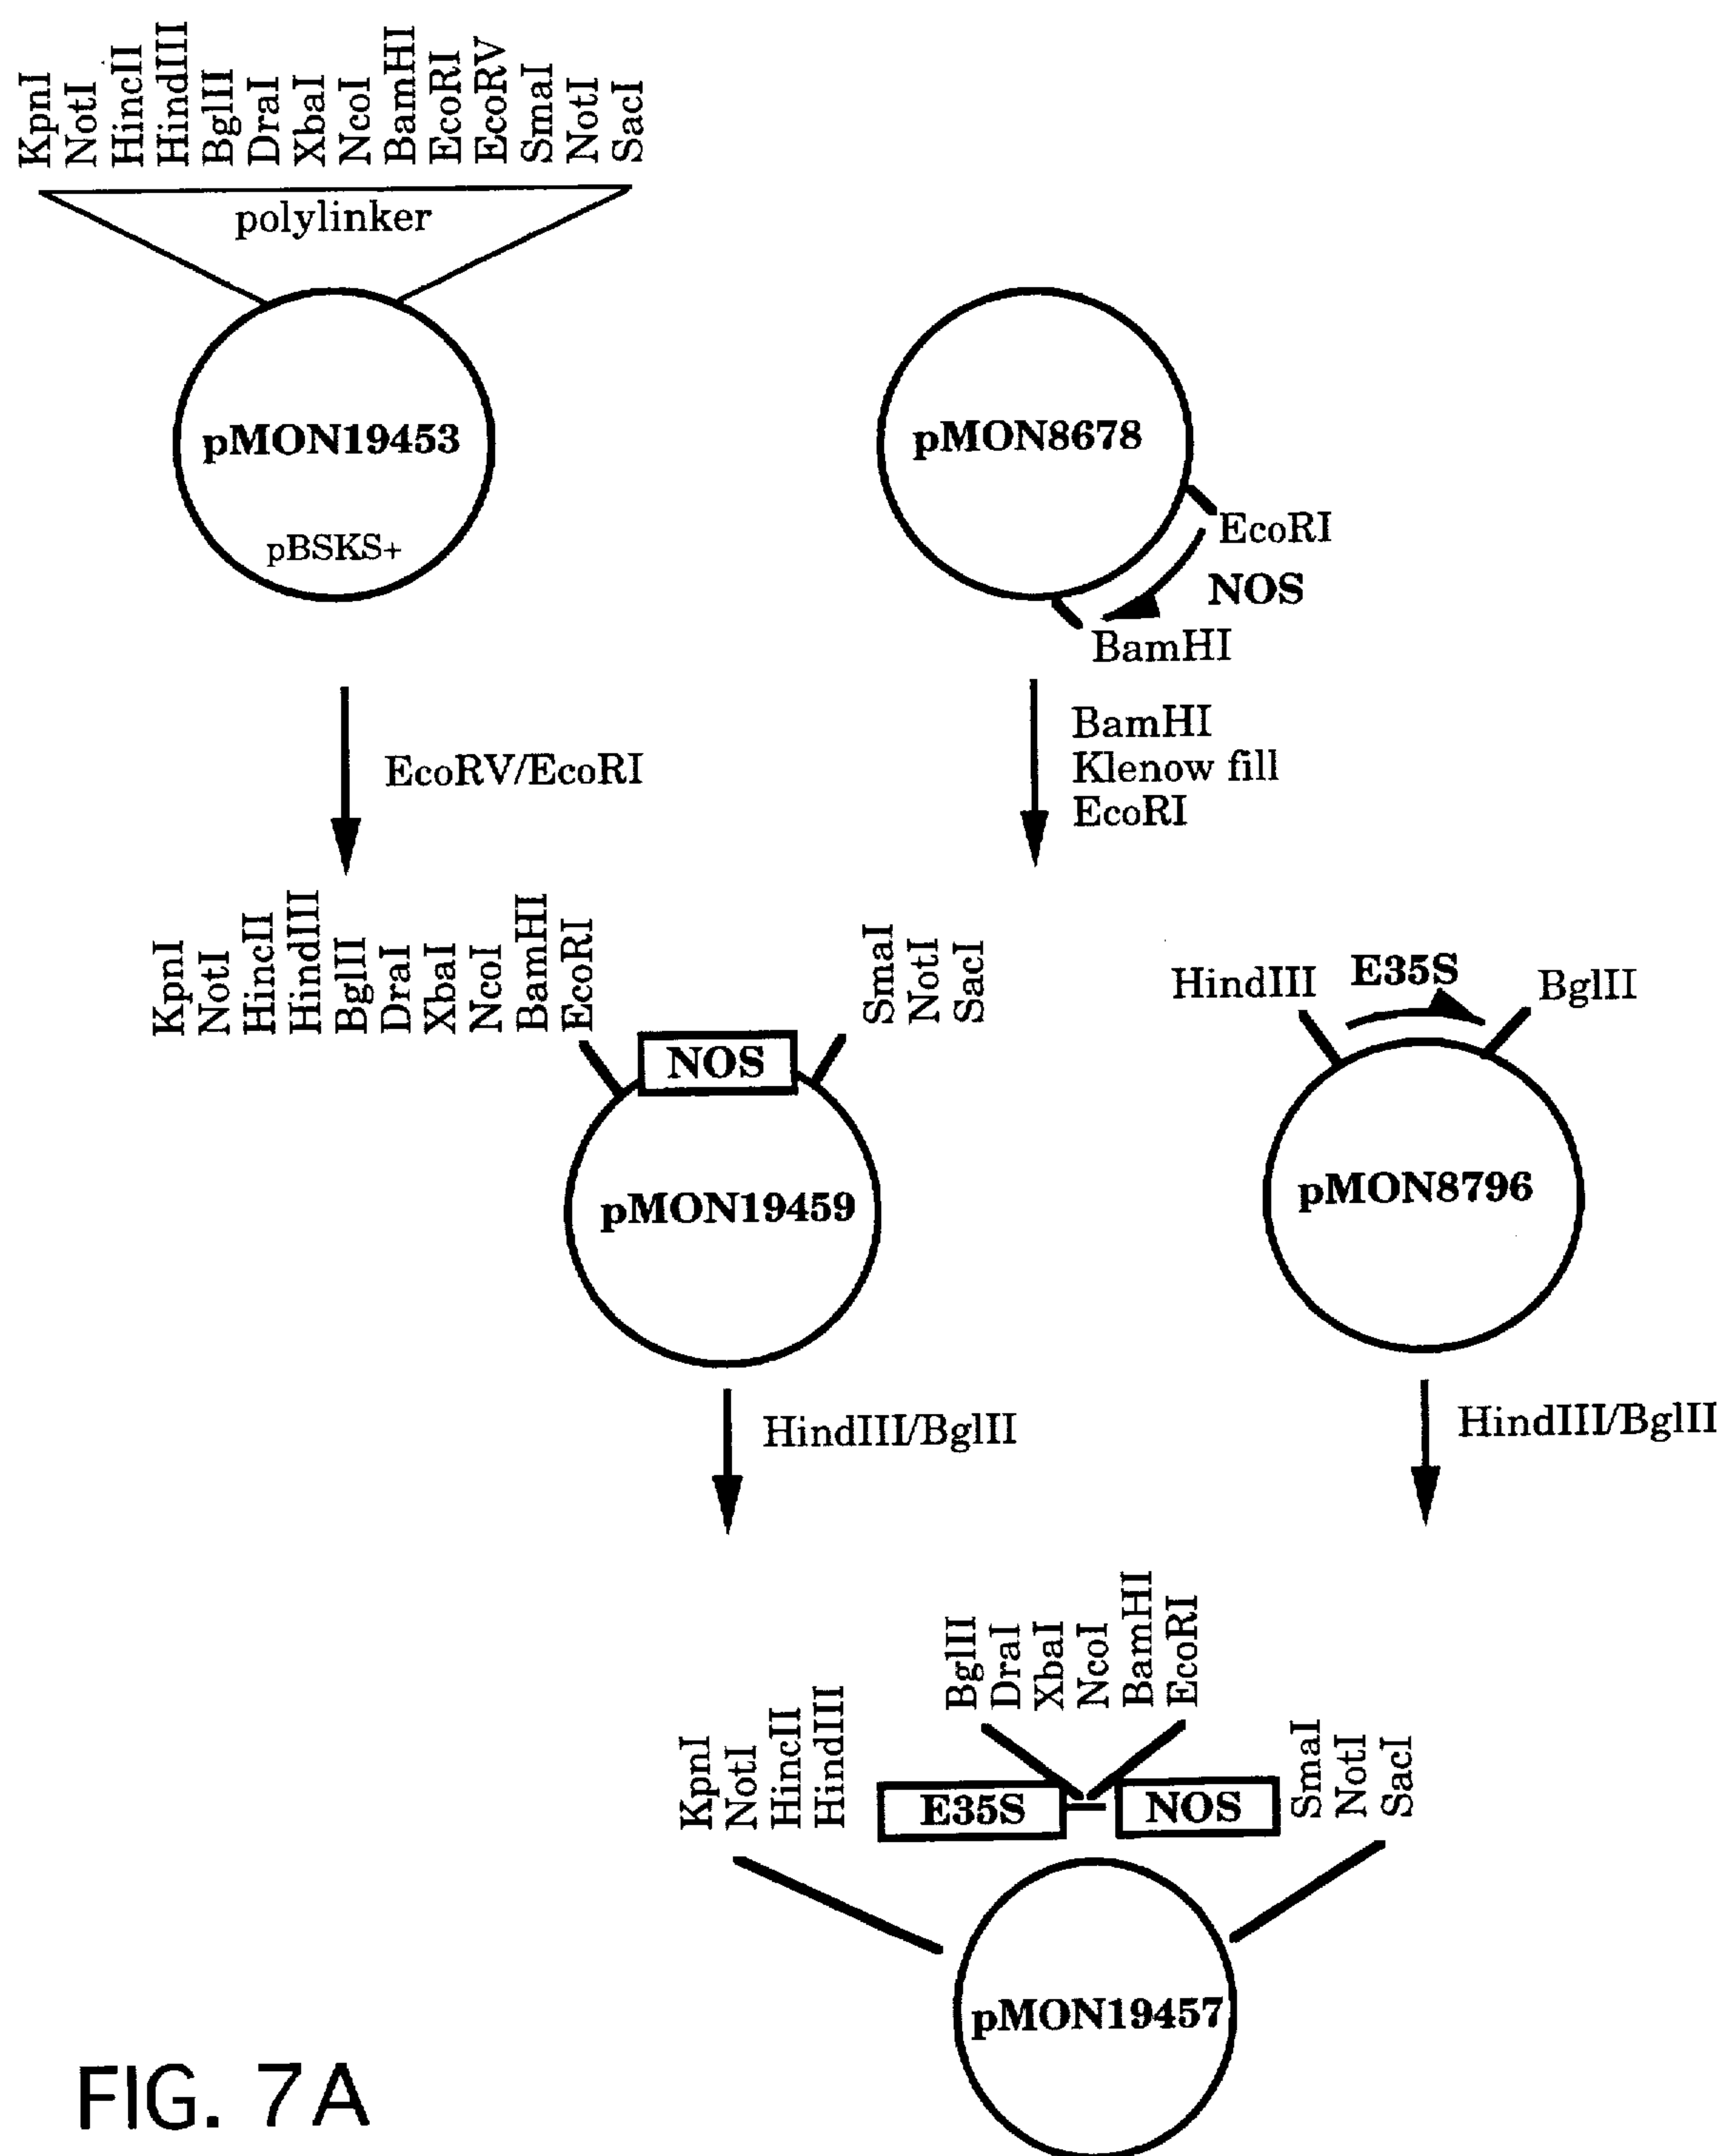 KpnI
NotI
HincII
HindIII
BglII
DraI
XbaI
NcoI
BamHI
EcoRI
EcoRV
SmaI
NotI
SacI
polylinker
pMON19453
pBSKS+
pMON8678
EcoRI
NOS
BamHI
EcoRV/EcoRI
BamHI
Klenow fill
EcoRI
KpnI
NotI
HincII
HindIII
BglII
DraI
XbaI
NcoI
BamHI
EcoRI
SmaI
NotI
SacI
NOS
pMON19459
HindIII
E35S
BglII
pMON8796
HindIII/BglII
HindIII/BglII
KpnI
NotI
HincII
HindIII
BglII
DraI
XbaI
NcoI
BamHI
EcoRI
E35S
NOS
SmaI
NotI
SacI
pMON19457
FIG. 7A